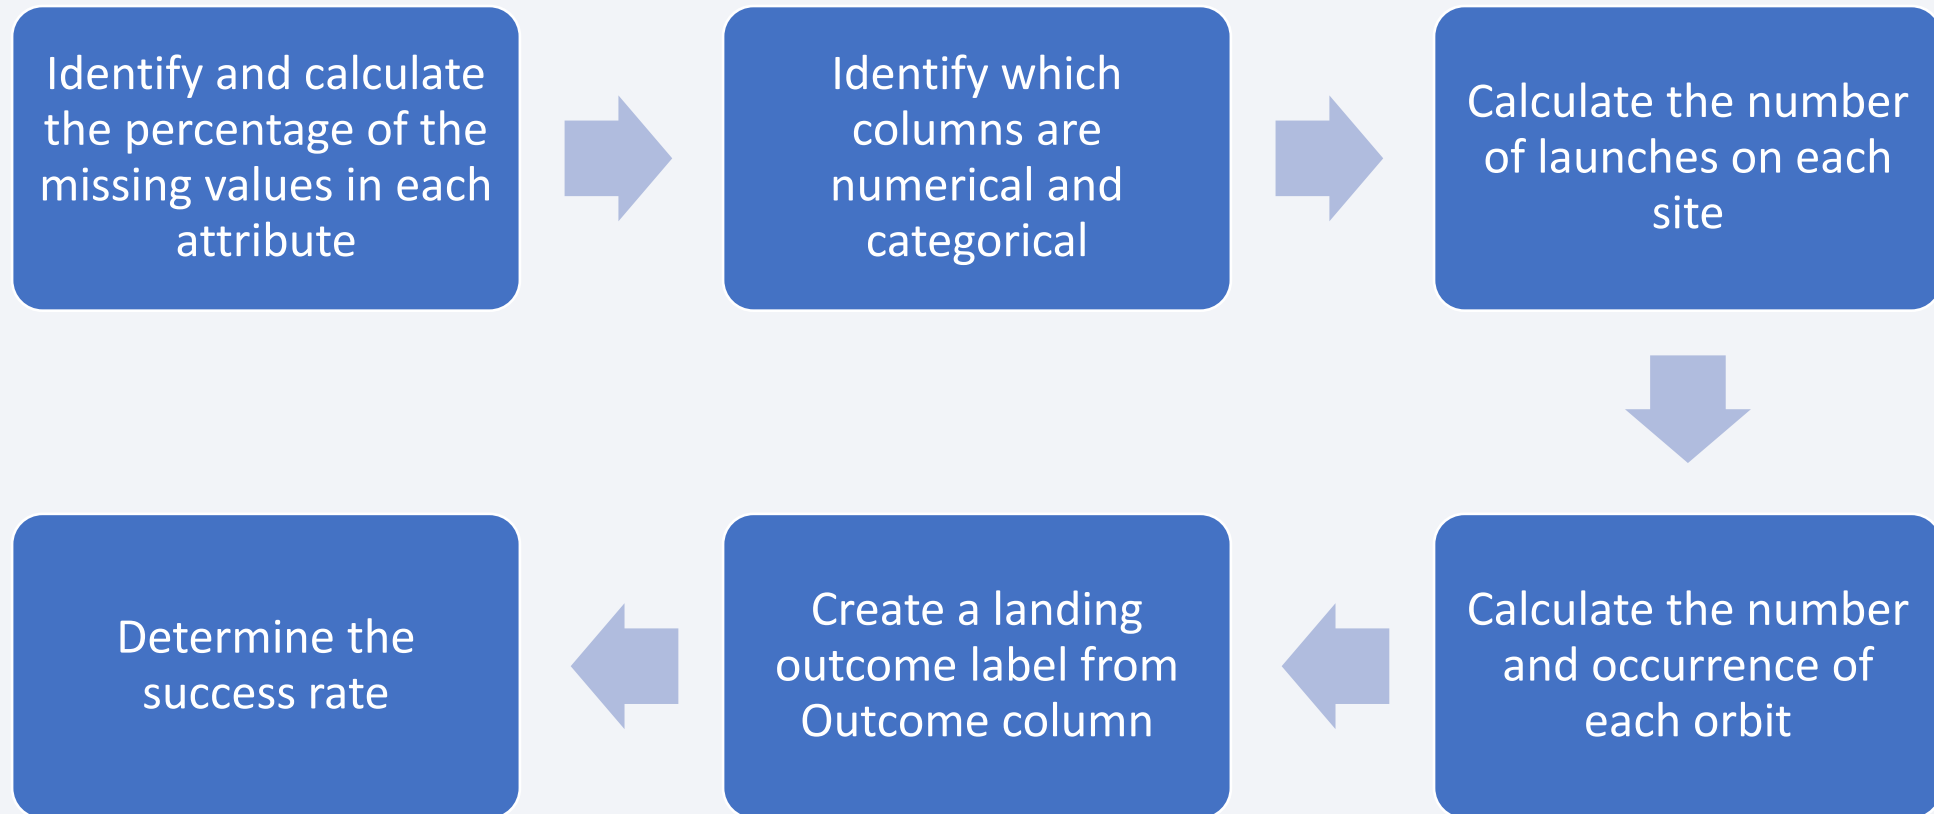 Identify and calculate
the percentage of the
missing values in each
attribute
Identify which
columns are
numerical and
categorical
Calculate the number
of launches on each
site
Calculate the number
and occurrence of
each orbit
Create a landing
outcome label from
Outcome column
Determine the
success rate